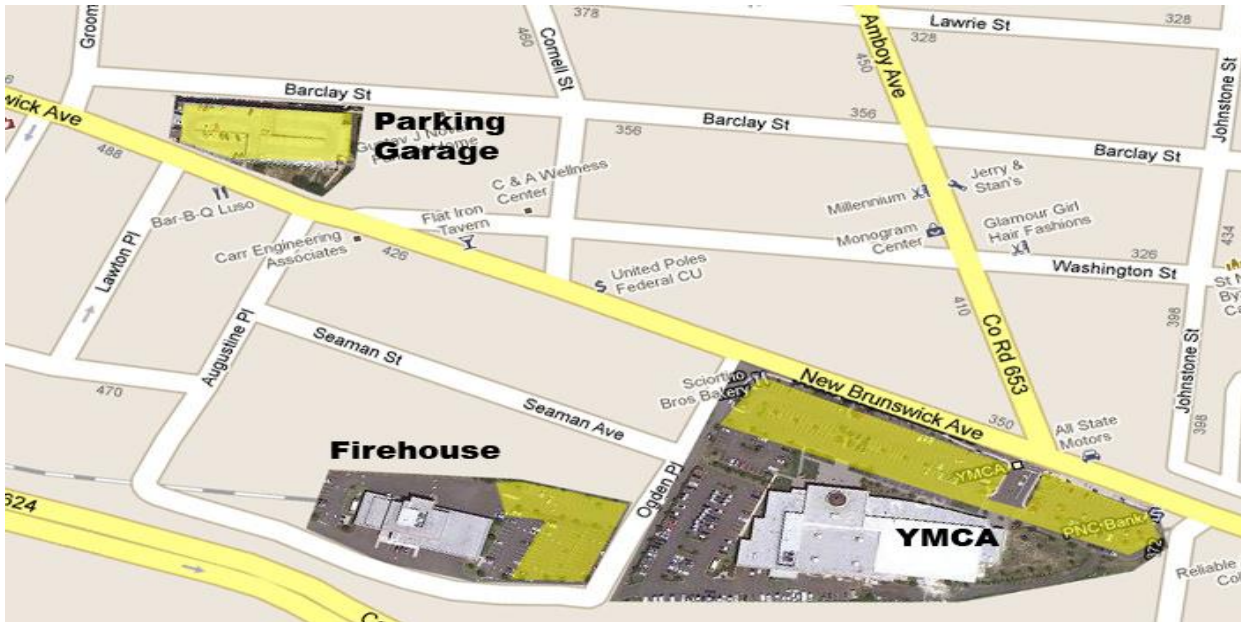 378
Lawrie St
328
328
Groom
Cornell St
460
Amboy Ave
450
Johnstone St
wick Ave
Barclay St
Barclay St
356
356
Barclay St
Parking
Garage
488
Bar-B-Q Luso
C & A Wellness
Center
Flat Iron
Tavern
Carr Engineering
Associates
426
Millennium
Jerry &
Stan's
Monogram
Center
Glamour Girl
Hair Fashions
434
326
Washington St
United Poles
Federal CU
Lawton Pl
410
Co Rd 653
398
Augustine Pl
Seaman St
Johnstone St
470
Sciortino
Bros Bakery
New Brunswick Ave
350
All State
Motors
398
Seaman Ave
Firehouse
YMCA
Ogden Pl
624
PNC Bank
YMCA
Reliable